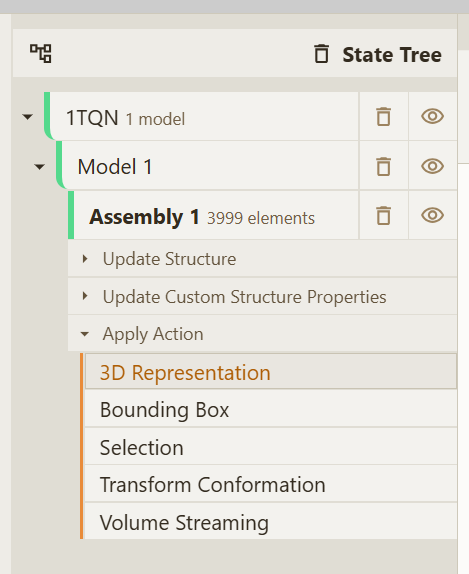 State Tree
1TQN 1 model
Model 1
Assembly 1 3999 elements
Update Structure
Update Custom Structure Properties
Apply Action
3D Representation
Bounding Box
Selection
Transform Conformation
Volume Streaming